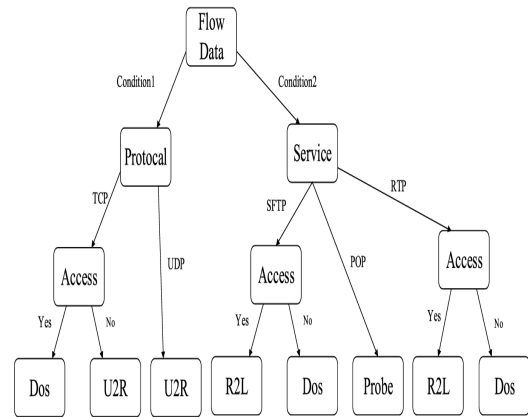 Flow
Data
Condition1
Condition2
Protocal
Service
TCP
UDP
SFTP
POP
RTP
Access
Access
Access
Yes
No
Yes
No
Yes
No
Dos
U2R
U2R
R2L
Dos
Probe
R2L
Dos